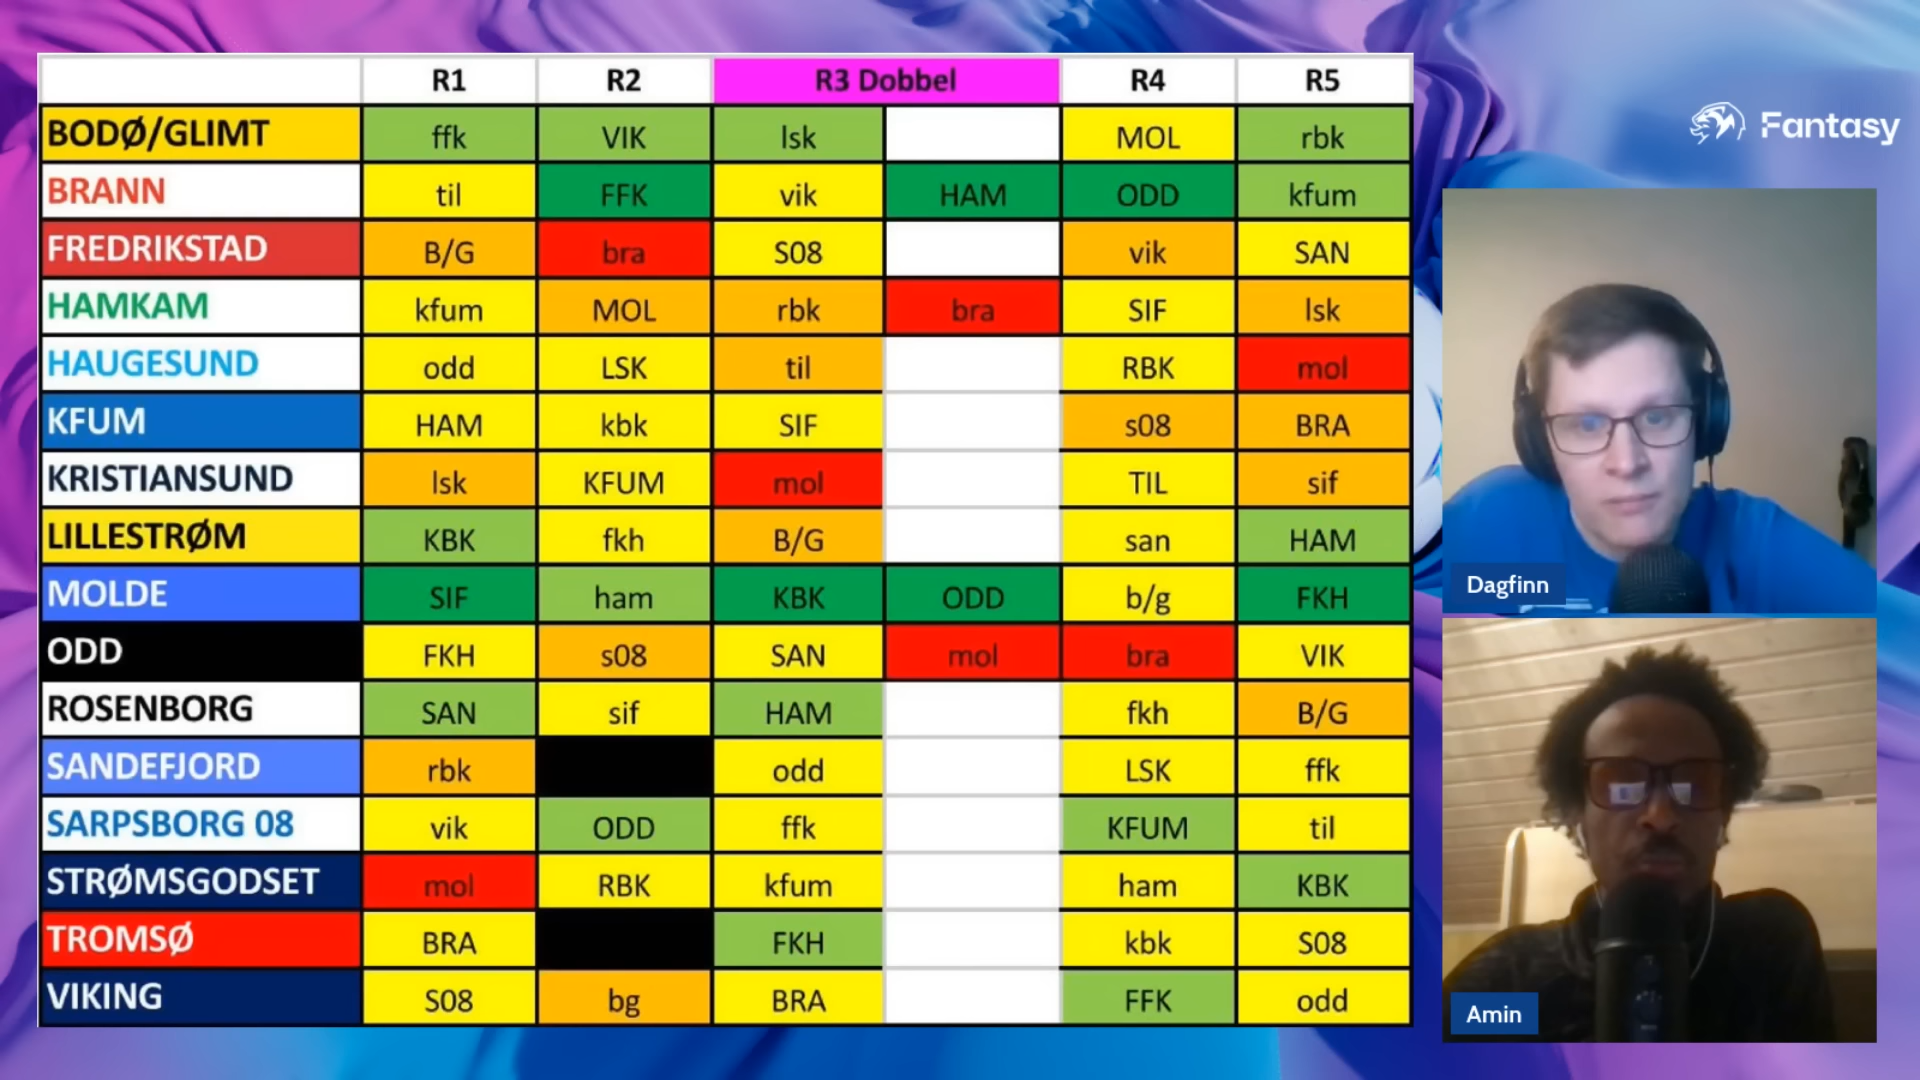 R1 R2 R3 Dobbel R4 R5
BODØ/GLIMT ffk VIK lsk MOL rbk
BRANN til FFK vik HAM ODD kfum
FREDRIKSTAD B/G bra S08 vik SAN
HAMKAM kfum MOL rbk bra SIF lsk
HAUGESUND odd LSK til RBK mol
KFUM HAM kbk SIF s08 BRA
KRISTIANSUND lsk KFUM mol TIL sif
LILLESTRØM KBK fkh B/G san HAM
MOLDE SIF ham KBK ODD b/g FKH
ODD FKH s08 SAN mol bra VIK
ROSENBORG SAN sif HAM fkh B/G
SANDEFJORD rbk odd LSK ffk
SARPSBORG 08 vik ODD ffk KFUM til
STRØMSGODSET mol RBK kfum ham KBK
TROMSØ BRA FKH kbk S08
VIKING S08 bg BRA FFK odd
Fantasy
Dagfinn
Amin